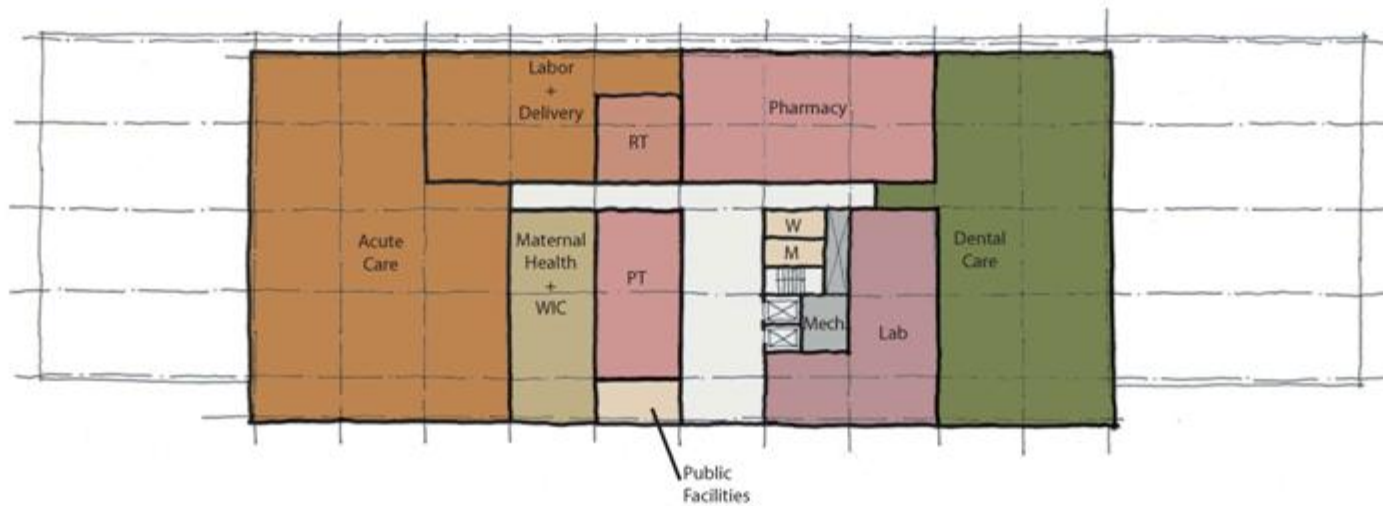 Labor
+
Delivery
Pharmacy
RT
Acute
Care
Maternal
Health
+
WIC
PT
W
M
Mech.
Lab
Dental
Care
Public
Facilities